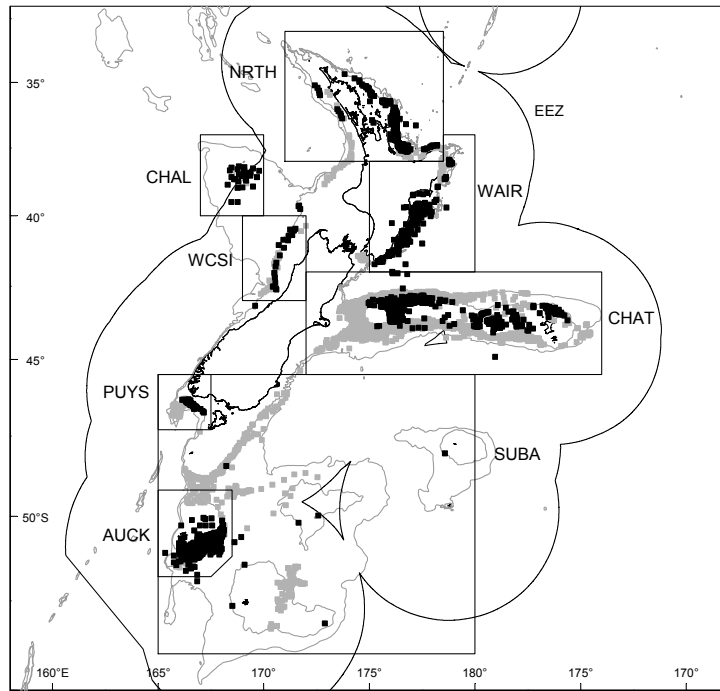 NRTH
35°
EEZ
CHAL
WAIR
40°
WCSI
CHAT
45°
PUYS
SUBA
50°S
AUCK
160°E 165° 170° 175° 180° 175° 170°